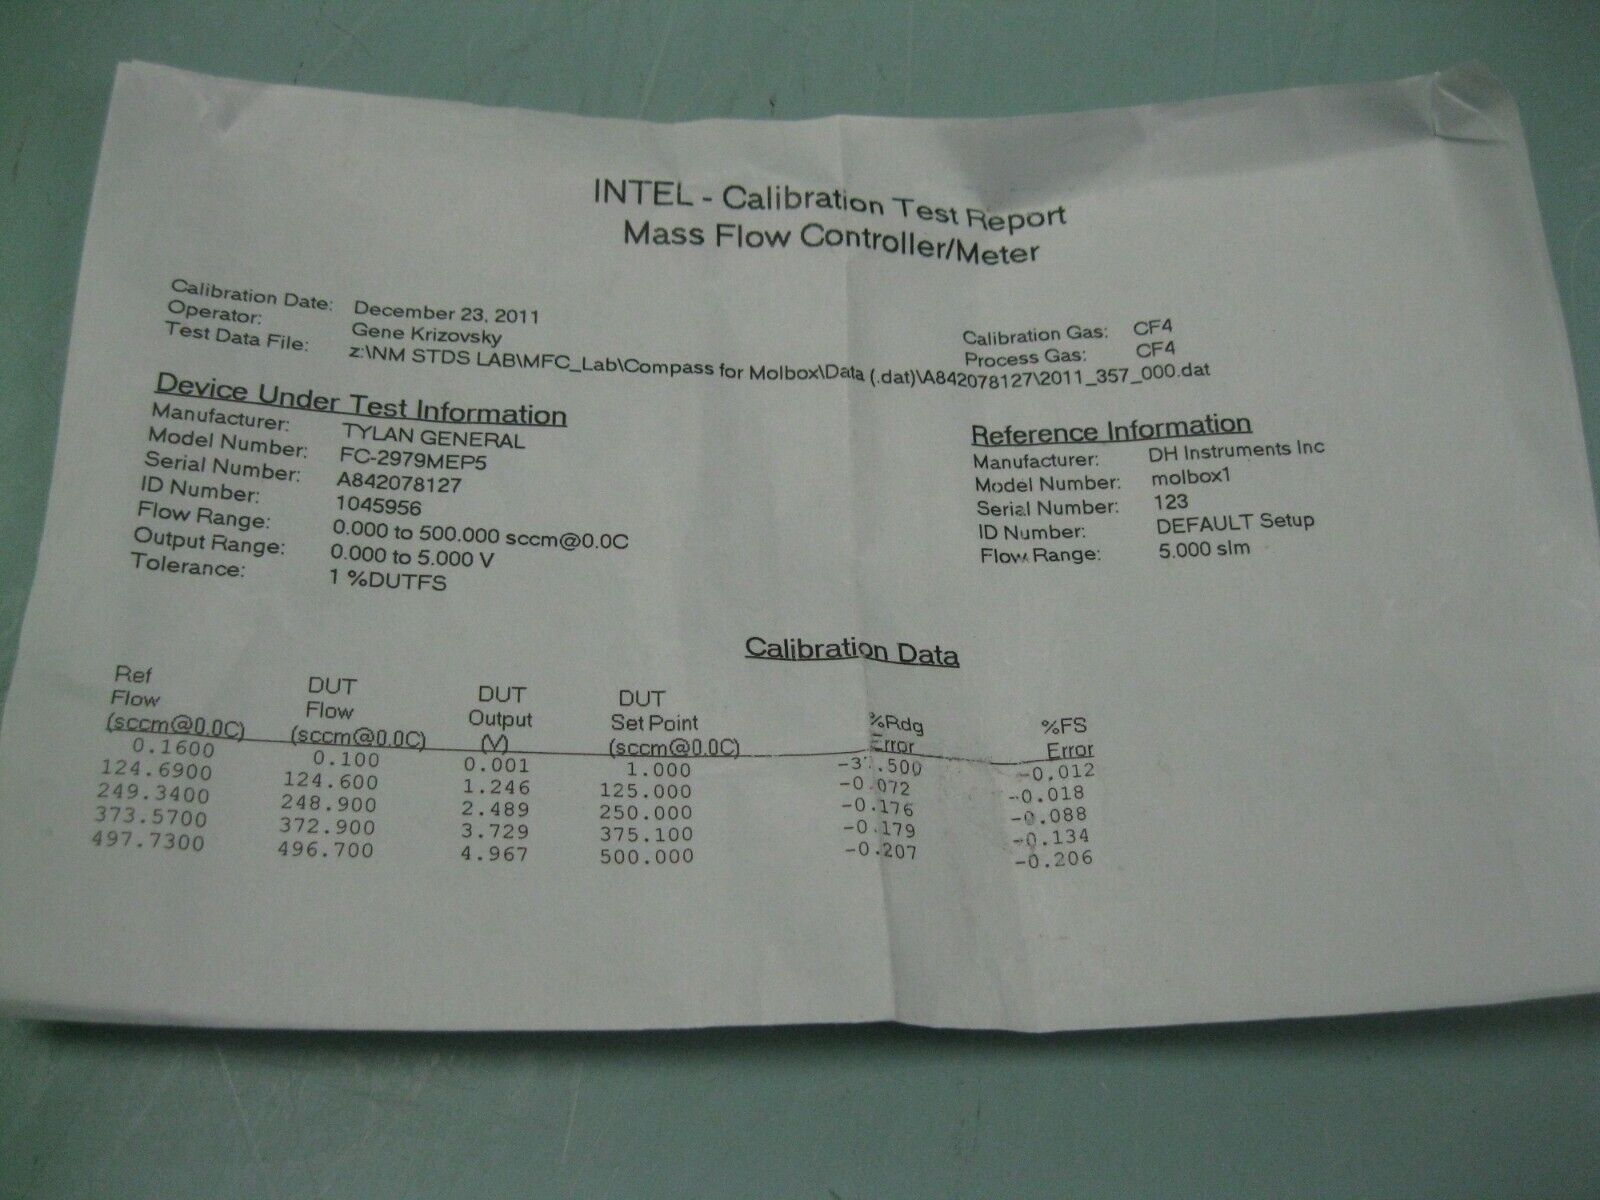 INTEL - Calibration Test Report
Mass Flow Controller/Meter
Calibration Date: December 23, 2011
Operator: Gene Krizovsky
Test Data File: z:\NM STDS LAB\MFC_Lab\Compass for Molbox\Data (.dat)\A842078127\2011_357_000.dat
Calibration Gas: CF4
Process Gas: CF4
Device Under Test Information
Manufacturer: TYLAN GENERAL
Model Number: FC-2979MEP5
Serial Number: A842078127
ID Number: 1045956
Flow Range: 0.000 to 500.000 sccm@0.0C
Output Range: 0.000 to 5.000 V
Tolerance: 1 %DUTFS
Reference Information
Manufacturer: DH Instruments Inc
Model Number: molbox1
Serial Number: 123
ID Number: DEFAULT Setup
Flow Range: 5.000 slm
Calibration Data
Ref DUT DUT DUT
Flow Flow Output Set Point %Rdg %FS
(sccm@0.0C) (sccm@0.0C) (V) (sccm@0.0C) Error Error
0.1600 0.100 0.001 1.000 -0.012
124.6900 124.600 1.246 125.000 -0.072 -0.018
249.3400 248.900 2.489 250.000 -0.176 -0.088
373.5700 372.900 3.729 375.100 -0.179 -0.134
497.7300 496.700 4.967 500.000 -0.207 -0.206